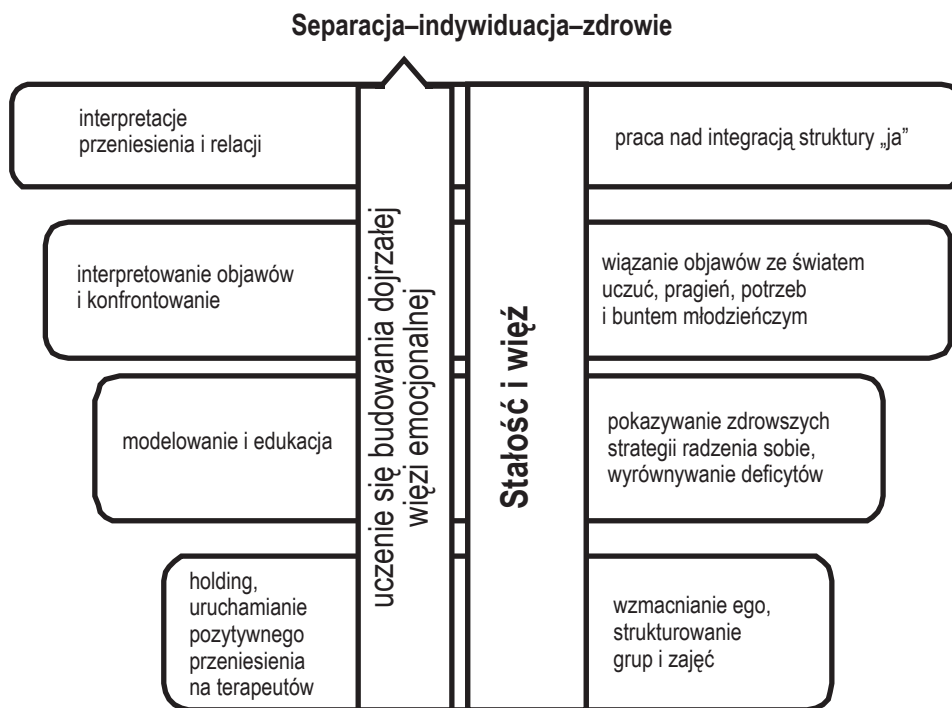 Separacja–indywiduacja–zdrowie
interpretacje
przeniesienia i relacji
praca nad integracją struktury „ja”
interpretowanie objawów
i konfrontowanie
wiązanie objawów ze światem
uczuć, pragień, potrzeb
i buntem młodzieńczym
modelowanie i edukacja
pokazywanie zdrowszych
strategii radzenia sobie,
wyrównywanie deficytów
holding,
uruchamianie
pozytywnego
przeniesienia
na terapeutów
wzmacnianie ego,
strukturowanie
grup i zajęć
uczenie się budowania dojrzałej
więzi emocjonalnej
Stałość i więź